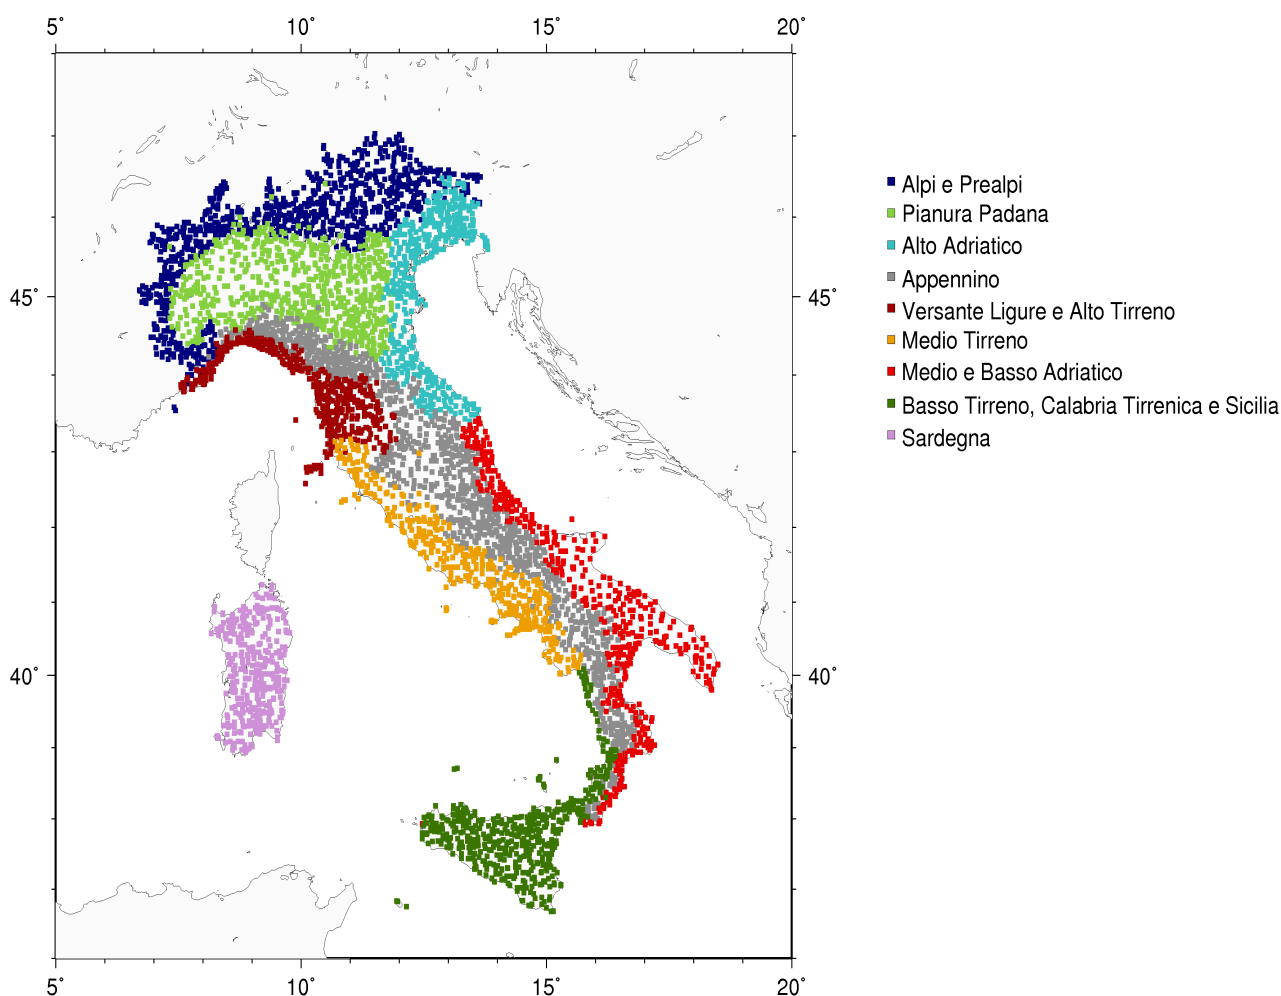 5° 10° 15° 20°
45° 45°
40° 40°
5° 10° 15° 20°
Alpi e Prealpi
Pianura Padana
Alto Adriatico
Appennino
Versante Ligure e Alto Tirreno
Medio Tirreno
Medio e Basso Adriatico
Basso Tirreno, Calabria Tirrenica e Sicilia
Sardegna